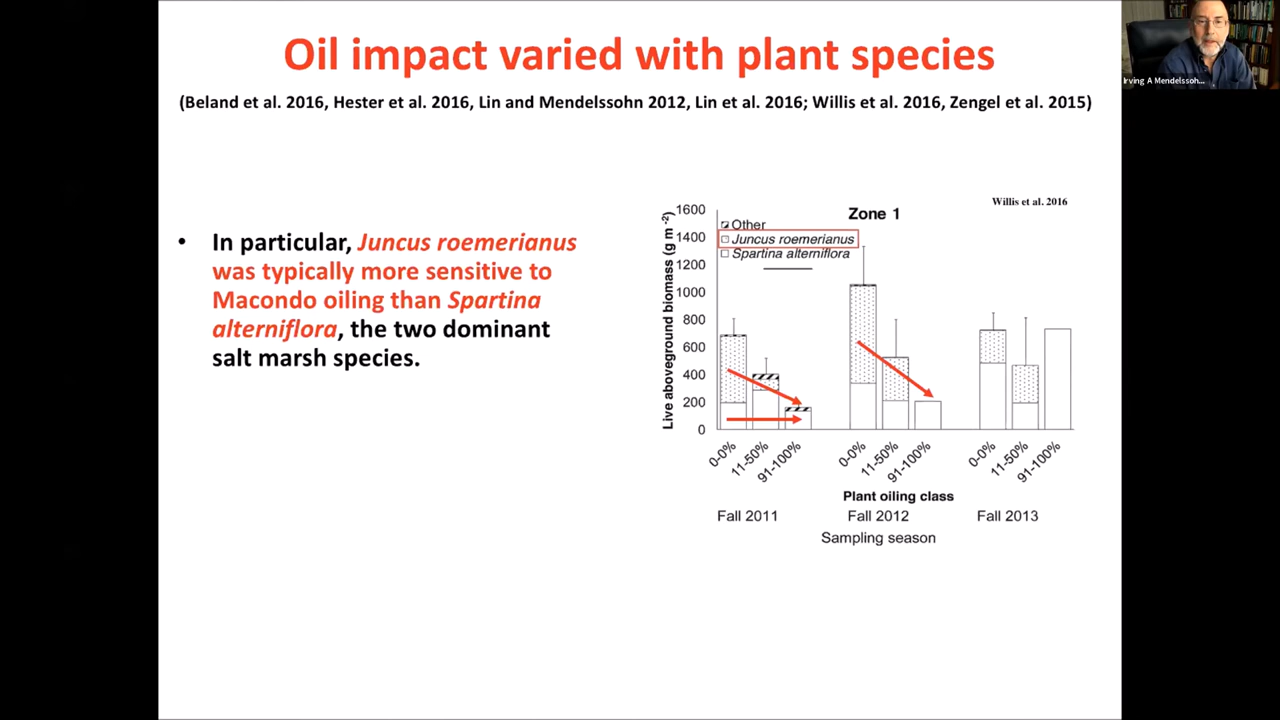 Oil impact varied with plant species
(Beland et al. 2016, Hester et al. 2016, Lin and Mendelssohn 2012, Lin et al. 2016; Willis et al. 2016, Zengel et al. 2015)
Irving A Mendelssoh...
• In particular, Juncus roemerianus
was typically more sensitive to
Macondo oiling than Spartina
alterniflora, the two dominant
salt marsh species.
Willis et al. 2016
Zone 1
Other
Juncus roemerianus
Spartina alterniflora
Live aboveground biomass (g m -2)
1600
1400
1200
1000
800
600
400
200
0
0-0% 11-50% 91-100% 0-0% 11-50% 91-100% 0-0% 11-50% 91-100%
Plant oiling class
Fall 2011 Fall 2012 Fall 2013
Sampling season